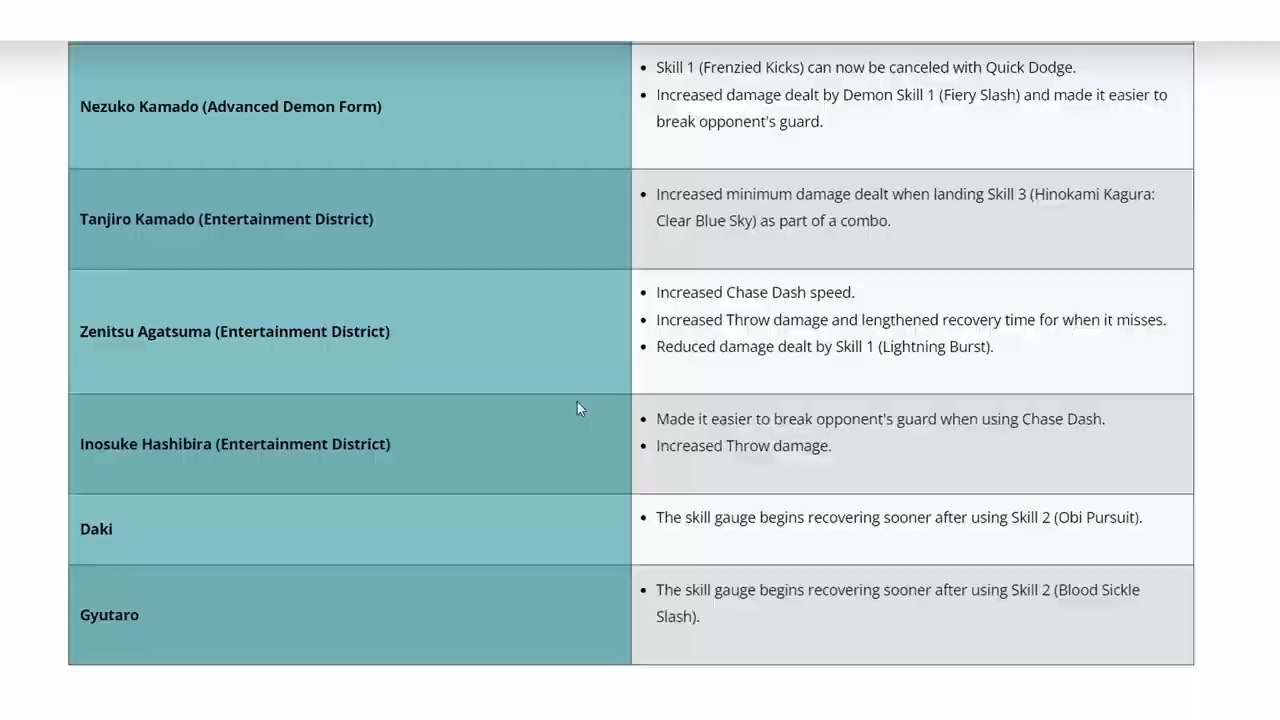 Nezuko Kamado (Advanced Demon Form)
• Skill 1 (Frenzied Kicks) can now be canceled with Quick Dodge.
• Increased damage dealt by Demon Skill 1 (Fiery Slash) and made it easier to
break opponent's guard.
Tanjiro Kamado (Entertainment District)
• Increased minimum damage dealt when landing Skill 3 (Hinokami Kagura:
Clear Blue Sky) as part of a combo.
Zenitsu Agatsuma (Entertainment District)
• Increased Chase Dash speed.
• Increased Throw damage and lengthened recovery time for when it misses.
• Reduced damage dealt by Skill 1 (Lightning Burst).
Inosuke Hashibira (Entertainment District)
• Made it easier to break opponent's guard when using Chase Dash.
• Increased Throw damage.
Daki
• The skill gauge begins recovering sooner after using Skill 2 (Obi Pursuit).
Gyutaro
• The skill gauge begins recovering sooner after using Skill 2 (Blood Sickle
Slash).